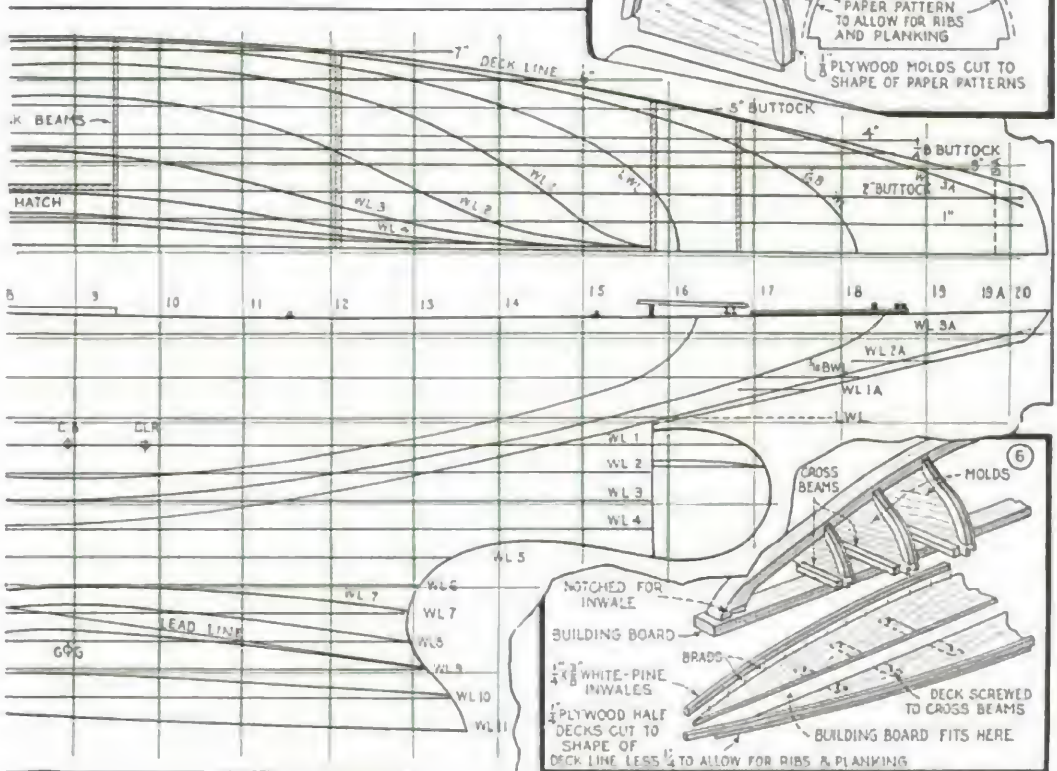 PAPER PATTERN
TO ALLOW FOR RIBS
AND PLANKING
1/8" PLYWOOD MOLDS CUT TO
SHAPE OF PAPER PATTERNS
7"
DECK LINE
5" BUTTOCK
4"
B BUTTOCK
K BEAMS
2" BUTTOCK
1"
HATCH
WL 3
WL 4
WL 2
WL 1
LWL
9 10 11 12 13 14 15 16 17 18 19 19A 20
WL 3A
WL 2A
WL 1A
LWL
C B
CLR
WL 1
WL 2
WL 3
WL 4
WL 5
WL 6
WL 7
WL 7
LEAD LINE
WL 8
WL 9
WL 10
WL 11
6
CROSS
BEAMS
MOLDS
NOTCHED FOR
INWALE
BUILDING BOARD
BRADS
1/4" X 3/8" WHITE-PINE
INWALES
DECK SCREWED
TO CROSS BEAMS
1/4" PLYWOOD HALF
DECKS CUT TO
SHAPE OF
DECK LINE LESS 1/4" TO ALLOW FOR RIBS & PLANKING
BUILDING BOARD FITS HERE